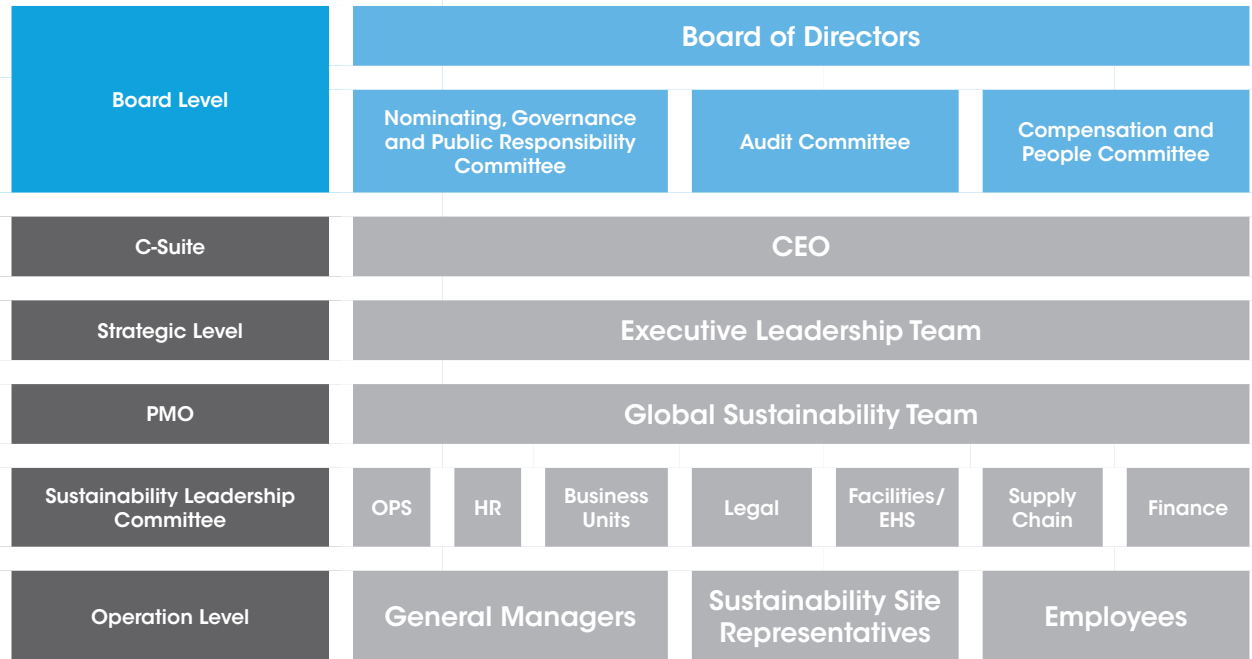 Board Level
Board of Directors
Nominating, Governance
and Public Responsibility
Committee
Audit Committee
Compensation and
People Committee
C-Suite
CEO
Strategic Level
Executive Leadership Team
PMO
Global Sustainability Team
Sustainability Leadership
Committee
OPS
HR
Business
Units
Legal
Facilities/
EHS
Supply
Chain
Finance
Operation Level
General Managers
Sustainability Site
Representatives
Employees